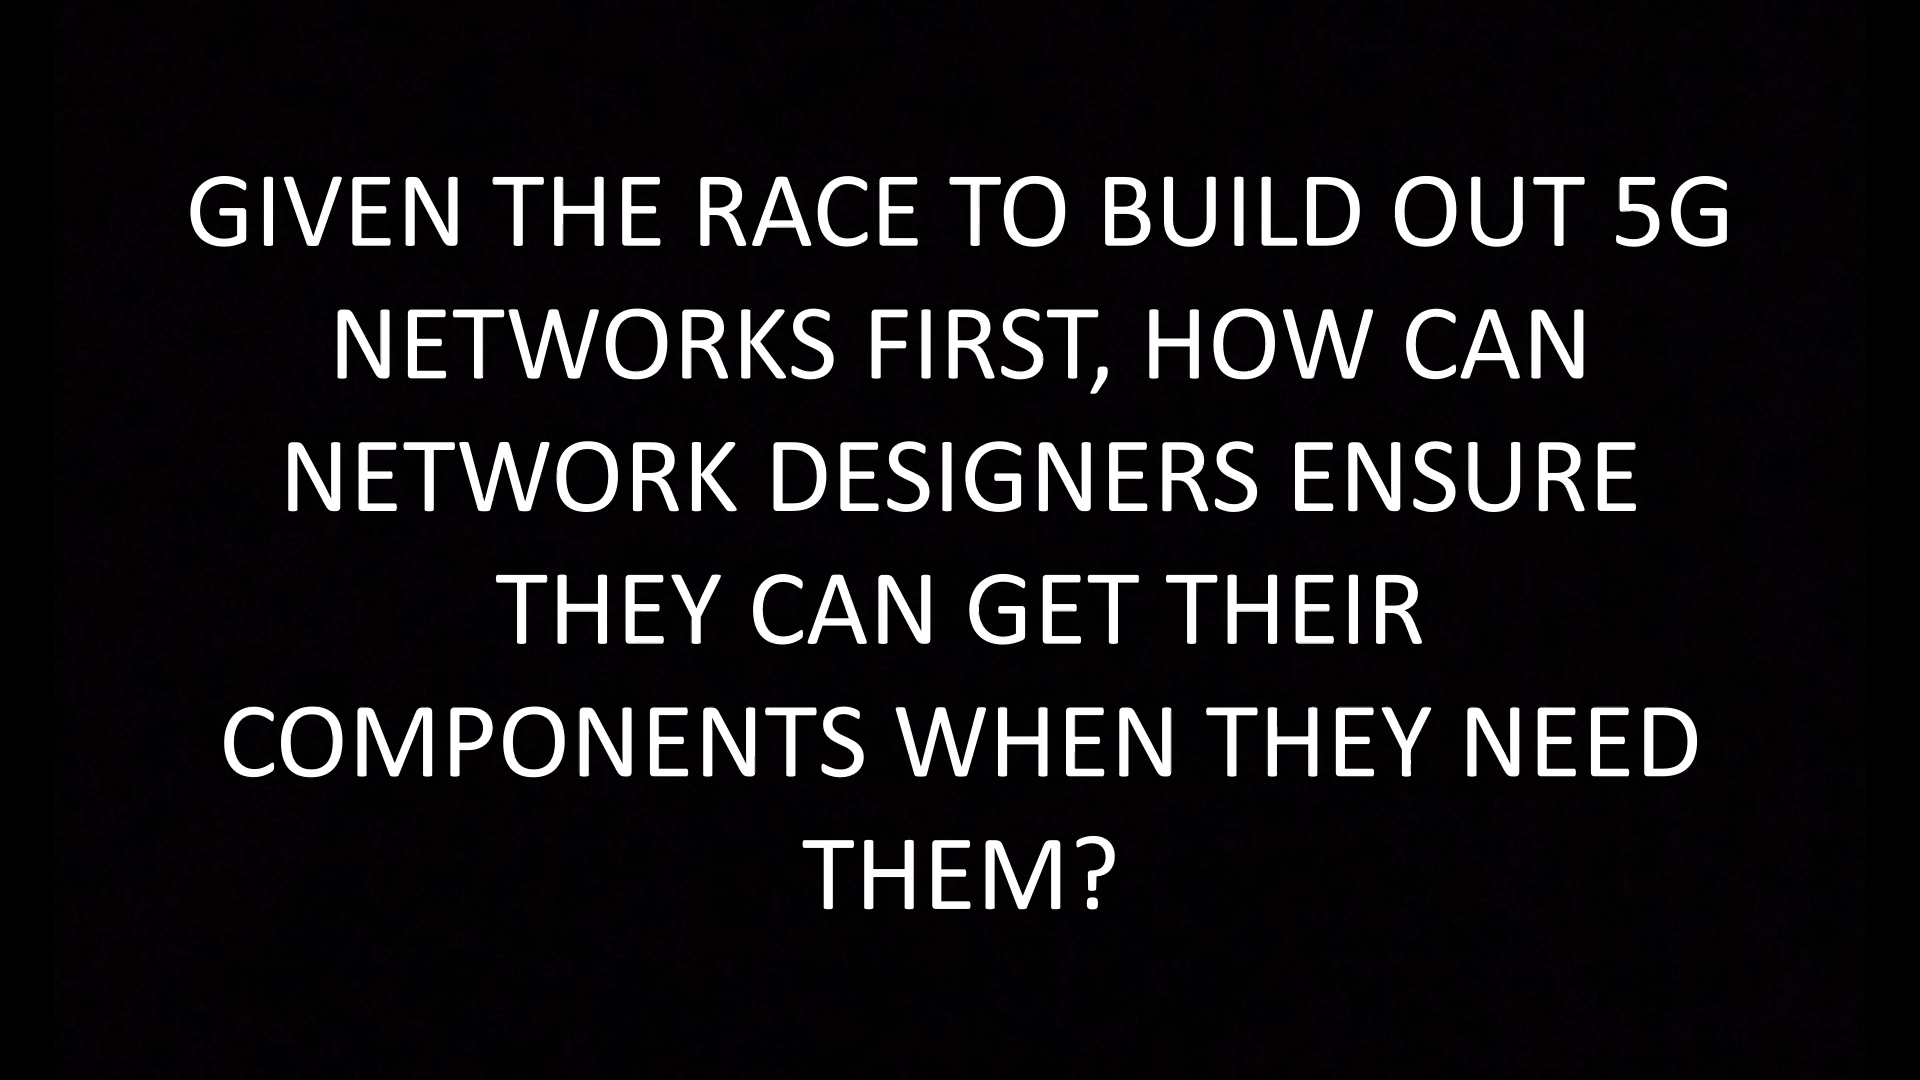 GIVEN THE RACE TO BUILD OUT 5G
NETWORKS FIRST, HOW CAN
NETWORK DESIGNERS ENSURE
THEY CAN GET THEIR
COMPONENTS WHEN THEY NEED
THEM?